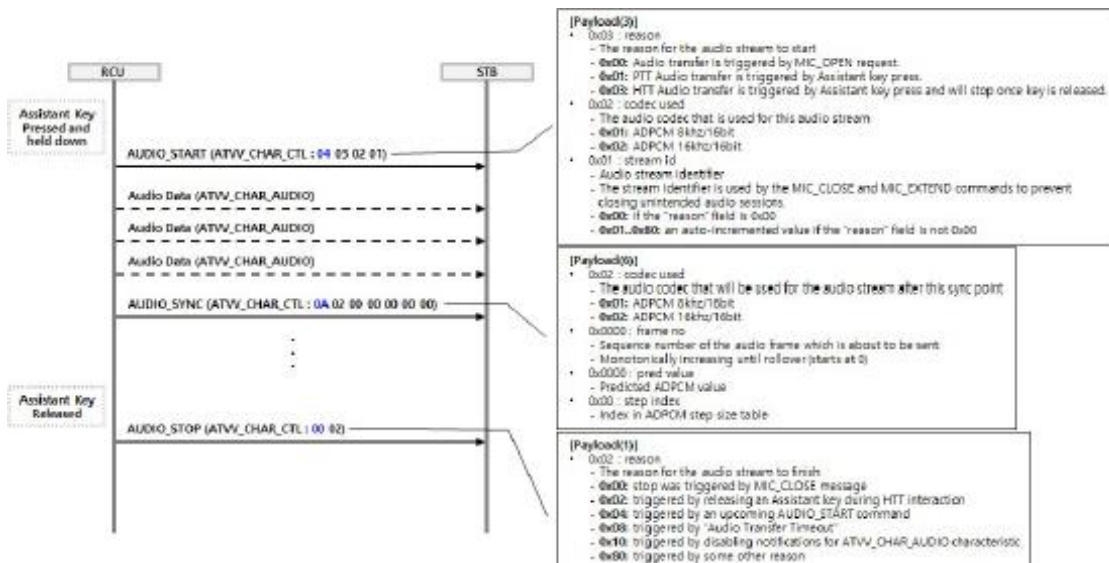 RCU
STB
Assistant Key
Pressed and
held down
AUDIO_START (ATVV_CHAR_CTL : 04 03 02 01)
Audio Data (ATVV_CHAR_AUDIO)
Audio Data (ATVV_CHAR_AUDIO)
Audio Data (ATVV_CHAR_AUDIO)
AUDIO_SYNC (ATVV_CHAR_CTL : 0A 02 00 00 00 00 00)
Assistant Key
Released
AUDIO_STOP (ATVV_CHAR_CTL : 00 02)
[Payload(3)]
• 0x03 : reason
- The reason for the audio stream to start
- 0x00: Audio transfer is triggered by MIC_OPEN request.
- 0x01: PTT Audio transfer is triggered by Assistant key press.
- 0x03: HTT Audio transfer is triggered by Assistant key press and will stop once key is released.
• 0x02 : codec used
- The audio codec that is used for this audio stream
- 0x01: ADPCM 8khz/16bit
- 0x02: ADPCM 16khz/16bit
• 0x01 : stream id
- Audio stream identifier
- The stream identifier is used by the MIC_CLOSE and MIC_EXTEND commands to prevent
closing unintended audio sessions.
- 0x00: if the "reason" field is 0x00
- 0x01..0x80: an auto-incremented value if the "reason" field is not 0x00
[Payload(6)]
• 0x02 : codec used
- The audio codec that will be used for the audio stream after this sync point
- 0x01: ADPCM 8khz/16bit
- 0x02: ADPCM 16khz/16bit
• 0x0000 : frame no
- Sequence number of the audio frame which is about to be sent
- Monotonically increasing until rollover (starts at 0)
• 0x0000 : pred value
- Predicted ADPCM value
• 0x00 : step index
- Index in ADPCM step size table
[Payload(1)]
• 0x02 : reason
- The reason for the audio stream to finish
- 0x00: stop was triggered by MIC_CLOSE message
- 0x02: triggered by releasing an Assistant key during HTT interaction
- 0x04: triggered by an upcoming AUDIO_START command
- 0x08: triggered by "Audio Transfer Timeout"
- 0x10: triggered by disabling notifications for ATVV_CHAR_AUDIO characteristic
- 0x80: triggered by some other reason